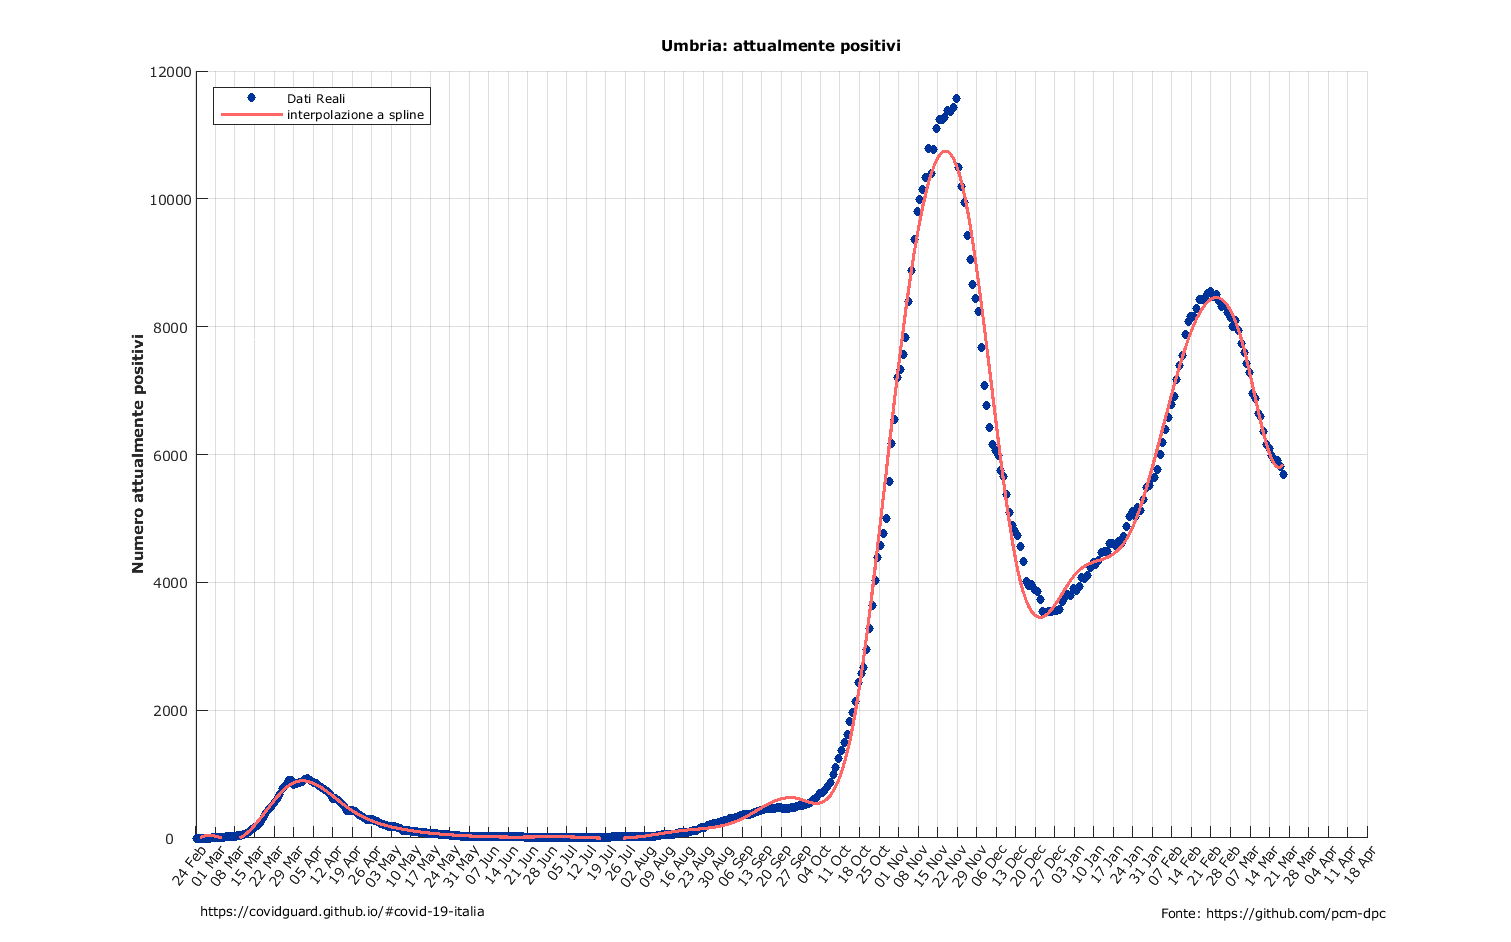 Umbria: attualmente positivi
Dati Reali
interpolazione a spline
Numero attualmente positivi
12000
10000
8000
6000
4000
2000
0
24 Feb
01 Mar
08 Mar
15 Mar
22 Mar
29 Mar
05 Apr
12 Apr
19 Apr
26 Apr
03 May
10 May
17 May
24 May
31 May
07 Jun
14 Jun
21 Jun
28 Jun
05 Jul
12 Jul
19 Jul
26 Jul
02 Aug
09 Aug
16 Aug
23 Aug
30 Aug
06 Sep
13 Sep
20 Sep
27 Sep
04 Oct
11 Oct
18 Oct
25 Oct
01 Nov
08 Nov
15 Nov
22 Nov
29 Nov
06 Dec
13 Dec
20 Dec
27 Dec
03 Jan
10 Jan
17 Jan
24 Jan
31 Jan
07 Feb
14 Feb
21 Feb
28 Feb
07 Mar
14 Mar
21 Mar
28 Mar
04 Apr
11 Apr
18 Apr
https://covidguard.github.io/#covid-19-italia
Fonte: https://github.com/pcm-dpc